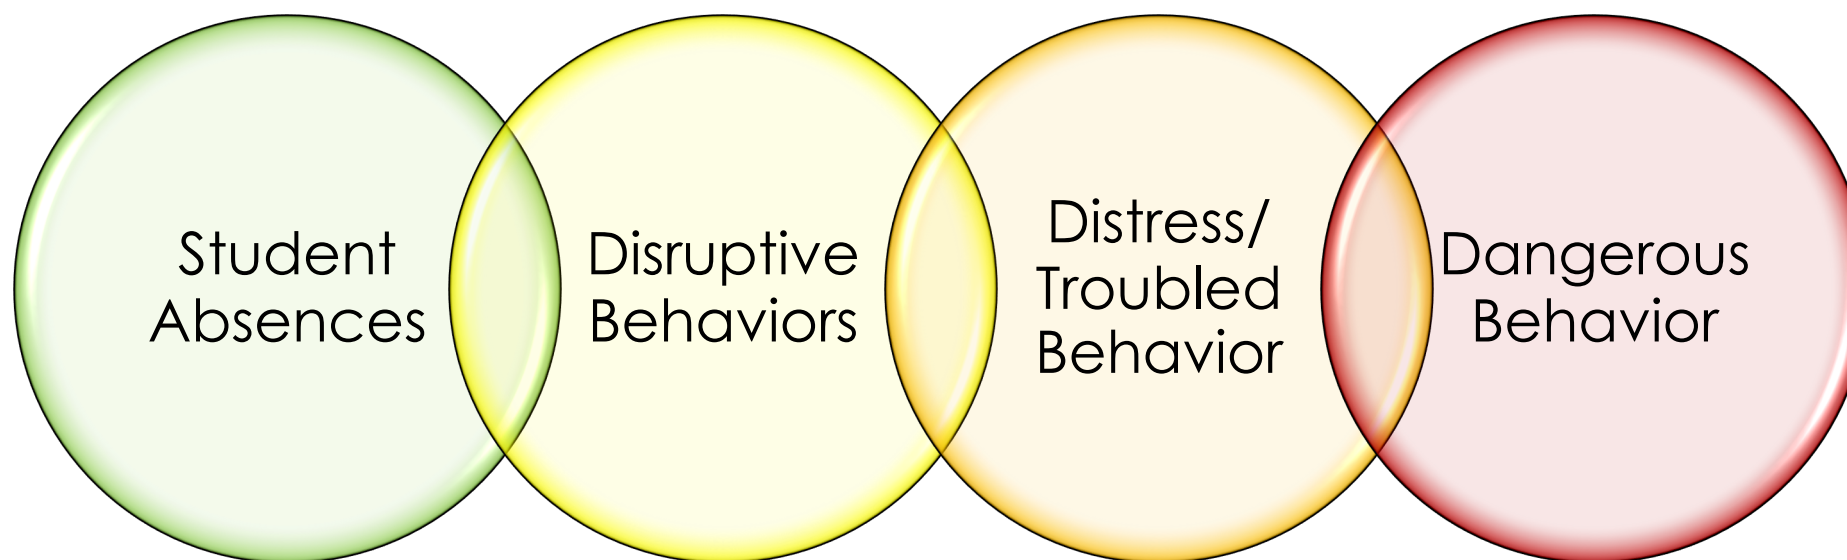 Student
Absences
Disruptive
Behaviors
Distress/
Troubled
Behavior
Dangerous
Behavior